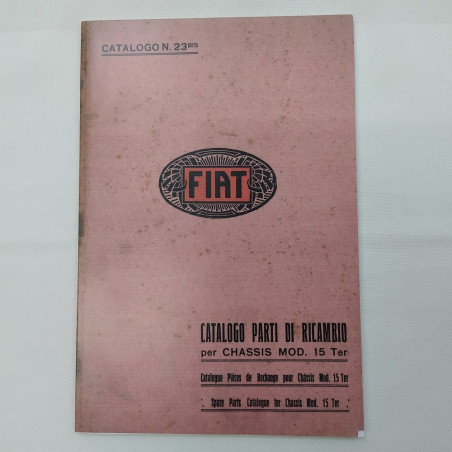 CATALOGO N. 23BIS
FIAT
CATALOGO PARTI DI RICAMBIO
per CHASSIS MOD. 15 Ter
Catalogue Pièces de Rechange pour Châssis Mod. 15 Ter
Spare Parts Catalogue for Chassis Mod. 15 Ter